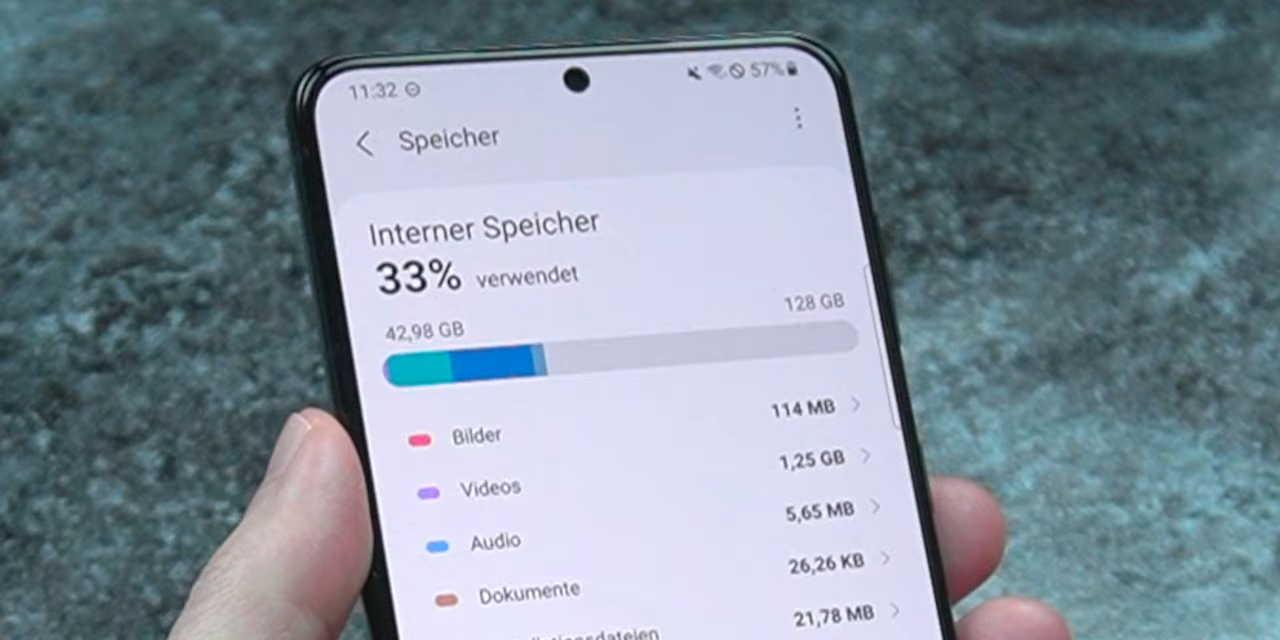 11:32 57%
Speicher
Interner Speicher
33% verwendet
42,98 GB 128 GB
Bilder 114 MB
Videos 1,25 GB
Audio 5,65 MB
Dokumente 26,26 KB
21,78 MB